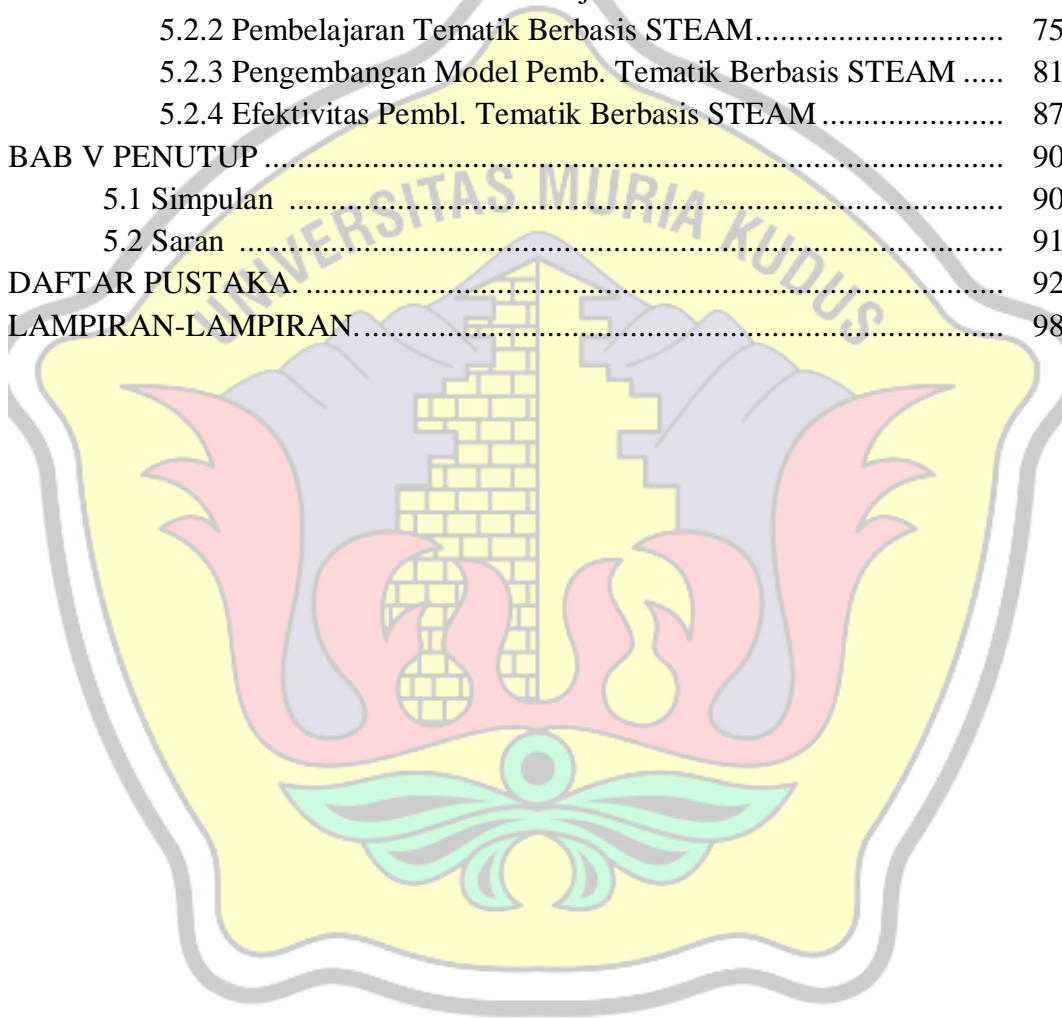 5.2.2 Pembelajaran Tematik Berbasis STEAM............................ 75
5.2.3 Pengembangan Model Pemb. Tematik Berbasis STEAM ..... 81
5.2.4 Efektivitas Pembl. Tematik Berbasis STEAM .................... 87
BAB V PENUTUP ........................................................................ 90
5.1 Simpulan ..................................................................... 90
5.2 Saran .......................................................................... 91
DAFTAR PUSTAKA. .................................................................... 92
LAMPIRAN-LAMPIRAN. .............................................................. 98
UNIVERSITAS MURIA KUDUS